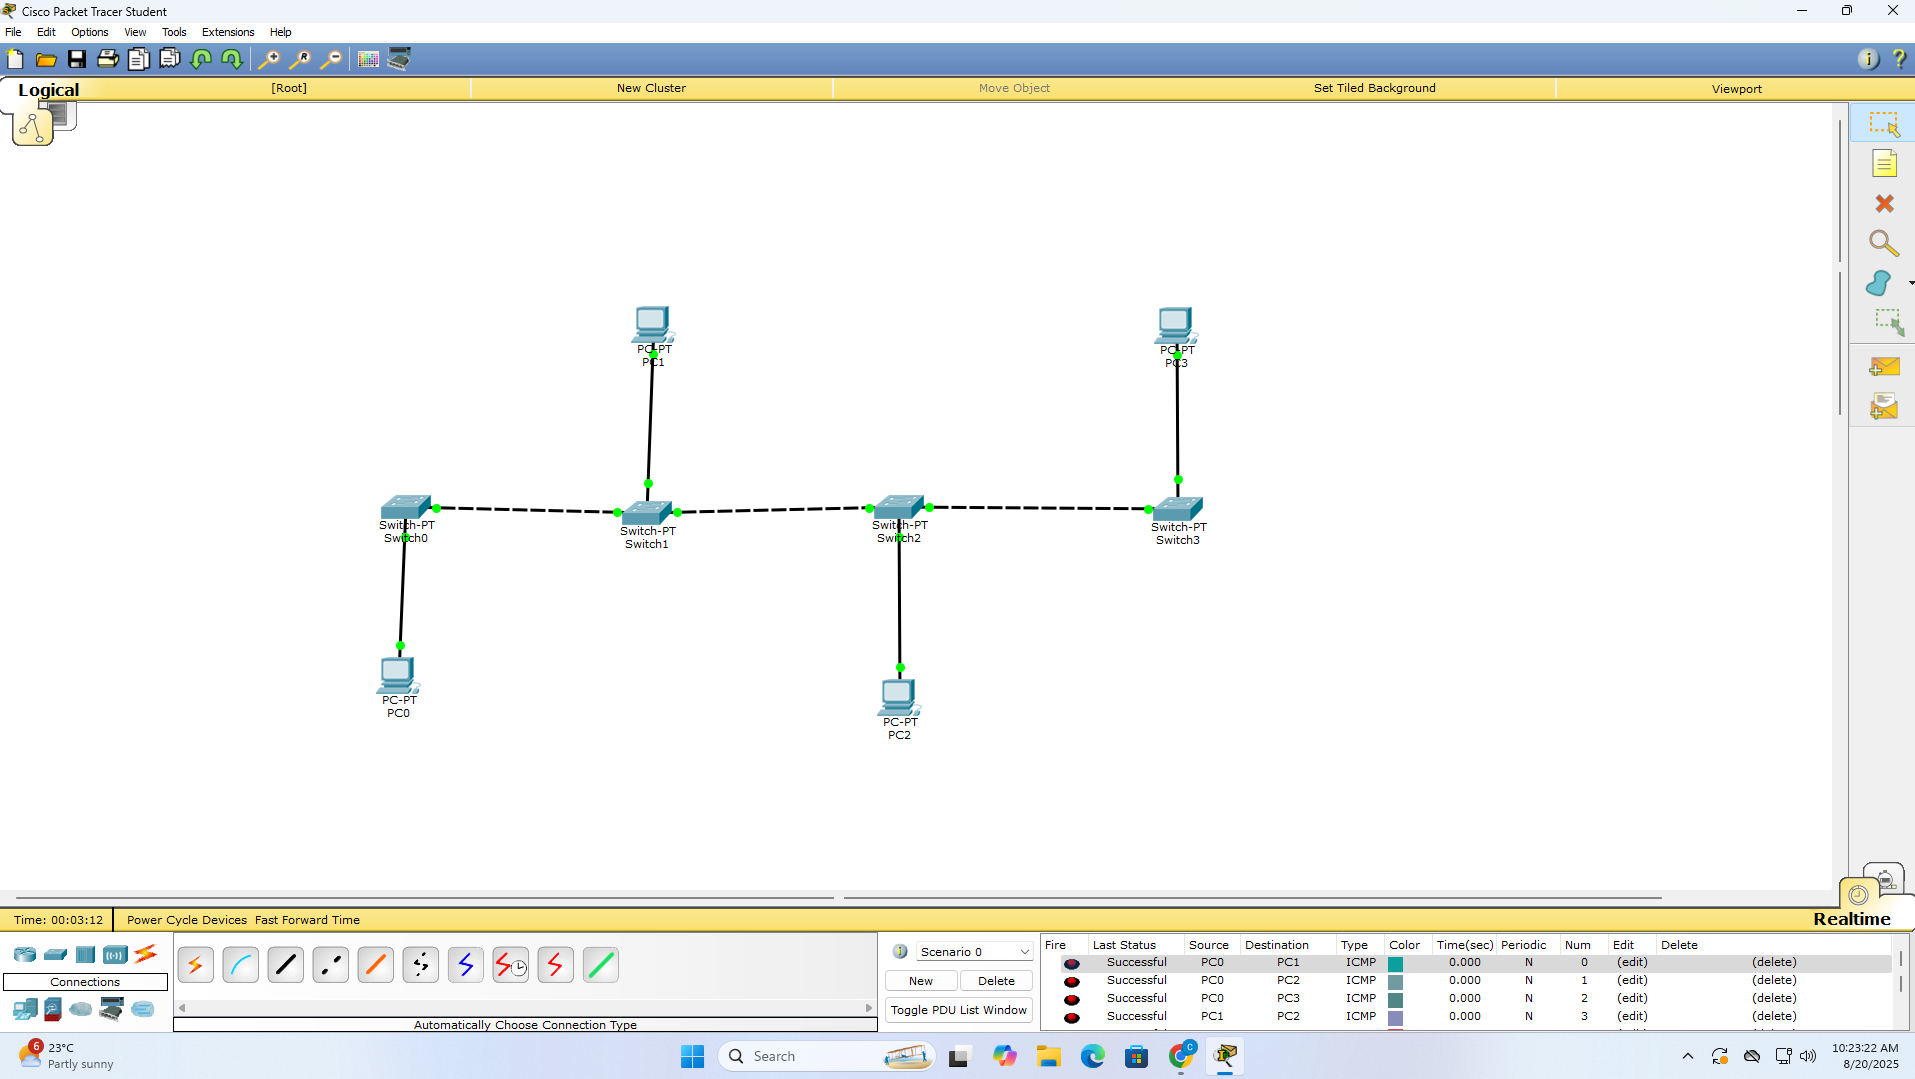 Cisco Packet Tracer Student
File Edit Options View Tools Extensions Help
Logical [Root] New Cluster Move Object Set Tiled Background Viewport
PC-PT
PC1
PC-PT
PC3
Switch-PT
Switch0
Switch-PT
Switch1
Switch-PT
Switch2
Switch-PT
Switch3
PC-PT
PC0
PC-PT
PC2
Time: 00:03:12 Power Cycle Devices Fast Forward Time Realtime
Connections
Automatically Choose Connection Type
Scenario 0
New Delete
Toggle PDU List Window
Fire Last Status Source Destination Type Color Time(sec) Periodic Num Edit Delete
Successful PC0 PC1 ICMP 0.000 N 0 (edit) (delete)
Successful PC0 PC2 ICMP 0.000 N 1 (edit) (delete)
Successful PC0 PC3 ICMP 0.000 N 2 (edit) (delete)
Successful PC1 PC2 ICMP 0.000 N 3 (edit) (delete)
6
23°C
Partly sunny
Search
C
10:23:22 AM
8/20/2025